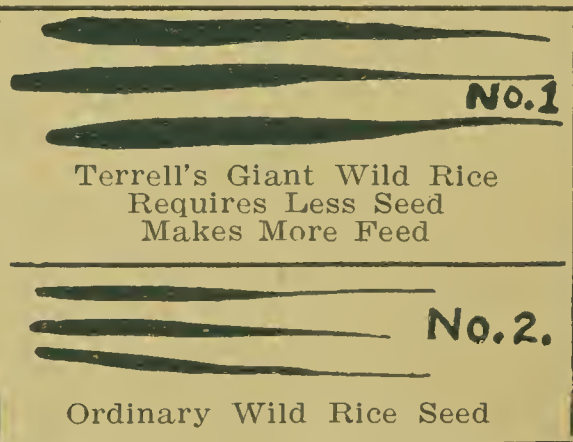 No.1
Terrell's Giant Wild Rice
Requires Less Seed
Makes More Feed
No.2.
Ordinary Wild Rice Seed